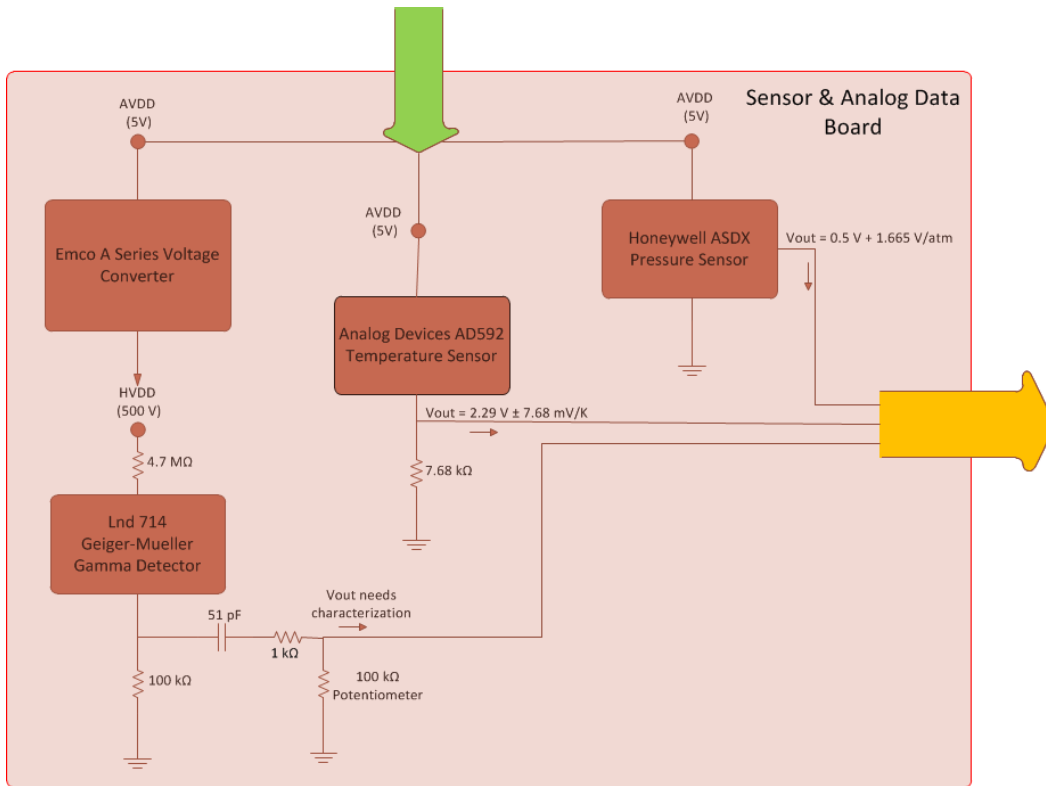 Sensor & Analog Data
Board
AVDD
(5V)
AVDD
(5V)
AVDD
(5V)
Emco A Series Voltage
Converter
Honeywell ASDX
Pressure Sensor
Vout = 0.5 V + 1.665 V/atm
Analog Devices AD592
Temperature Sensor
HVDD
(500 V)
Vout = 2.29 V ± 7.68 mV/K
4.7 MΩ
7.68 kΩ
Lnd 714
Geiger-Mueller
Gamma Detector
Vout needs
characterization
51 pF
1 kΩ
100 kΩ
100 kΩ
Potentiometer